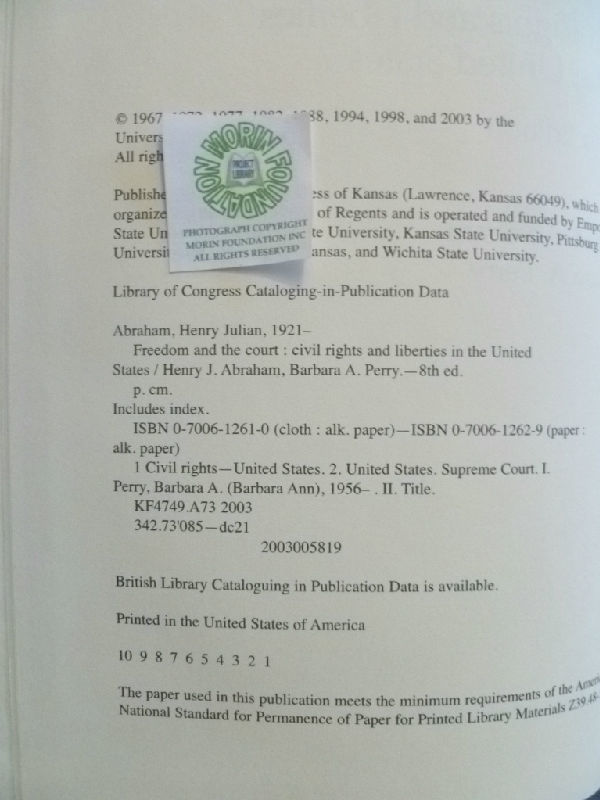 © 1967 1988, 1994, 1998, and 2003 by the
Univers
All righ
MORIN FOUNDATION
PROJECT
LIBRARY
PHOTOGRAPH COPYRIGHT
MORIN FOUNDATION INC
ALL RIGHTS RESERVED
Publishe ess of Kansas (Lawrence, Kansas 66049), which
organize of Regents and is operated and funded by Empo
State Un te University, Kansas State University, Pittsburg
Universi ansas, and Wichita State University.
Library of Congress Cataloging-in-Publication Data
Abraham, Henry Julian, 1921–
Freedom and the court : civil rights and liberties in the United
States / Henry J. Abraham, Barbara A. Perry.—8th ed.
p. cm.
Includes index.
ISBN 0-7006-1261-0 (cloth : alk. paper)—ISBN 0-7006-1262-9 (paper :
alk. paper)
1 Civil rights—United States. 2. United States. Supreme Court. I.
Perry, Barbara A. (Barbara Ann), 1956– . II. Title.
KF4749.A73 2003
342.73'085—dc21
2003005819
British Library Cataloguing in Publication Data is available.
Printed in the United States of America
10 9 8 7 6 5 4 3 2 1
The paper used in this publication meets the minimum requirements of the Americ
National Standard for Permanence of Paper for Printed Library Materials Z39.48-